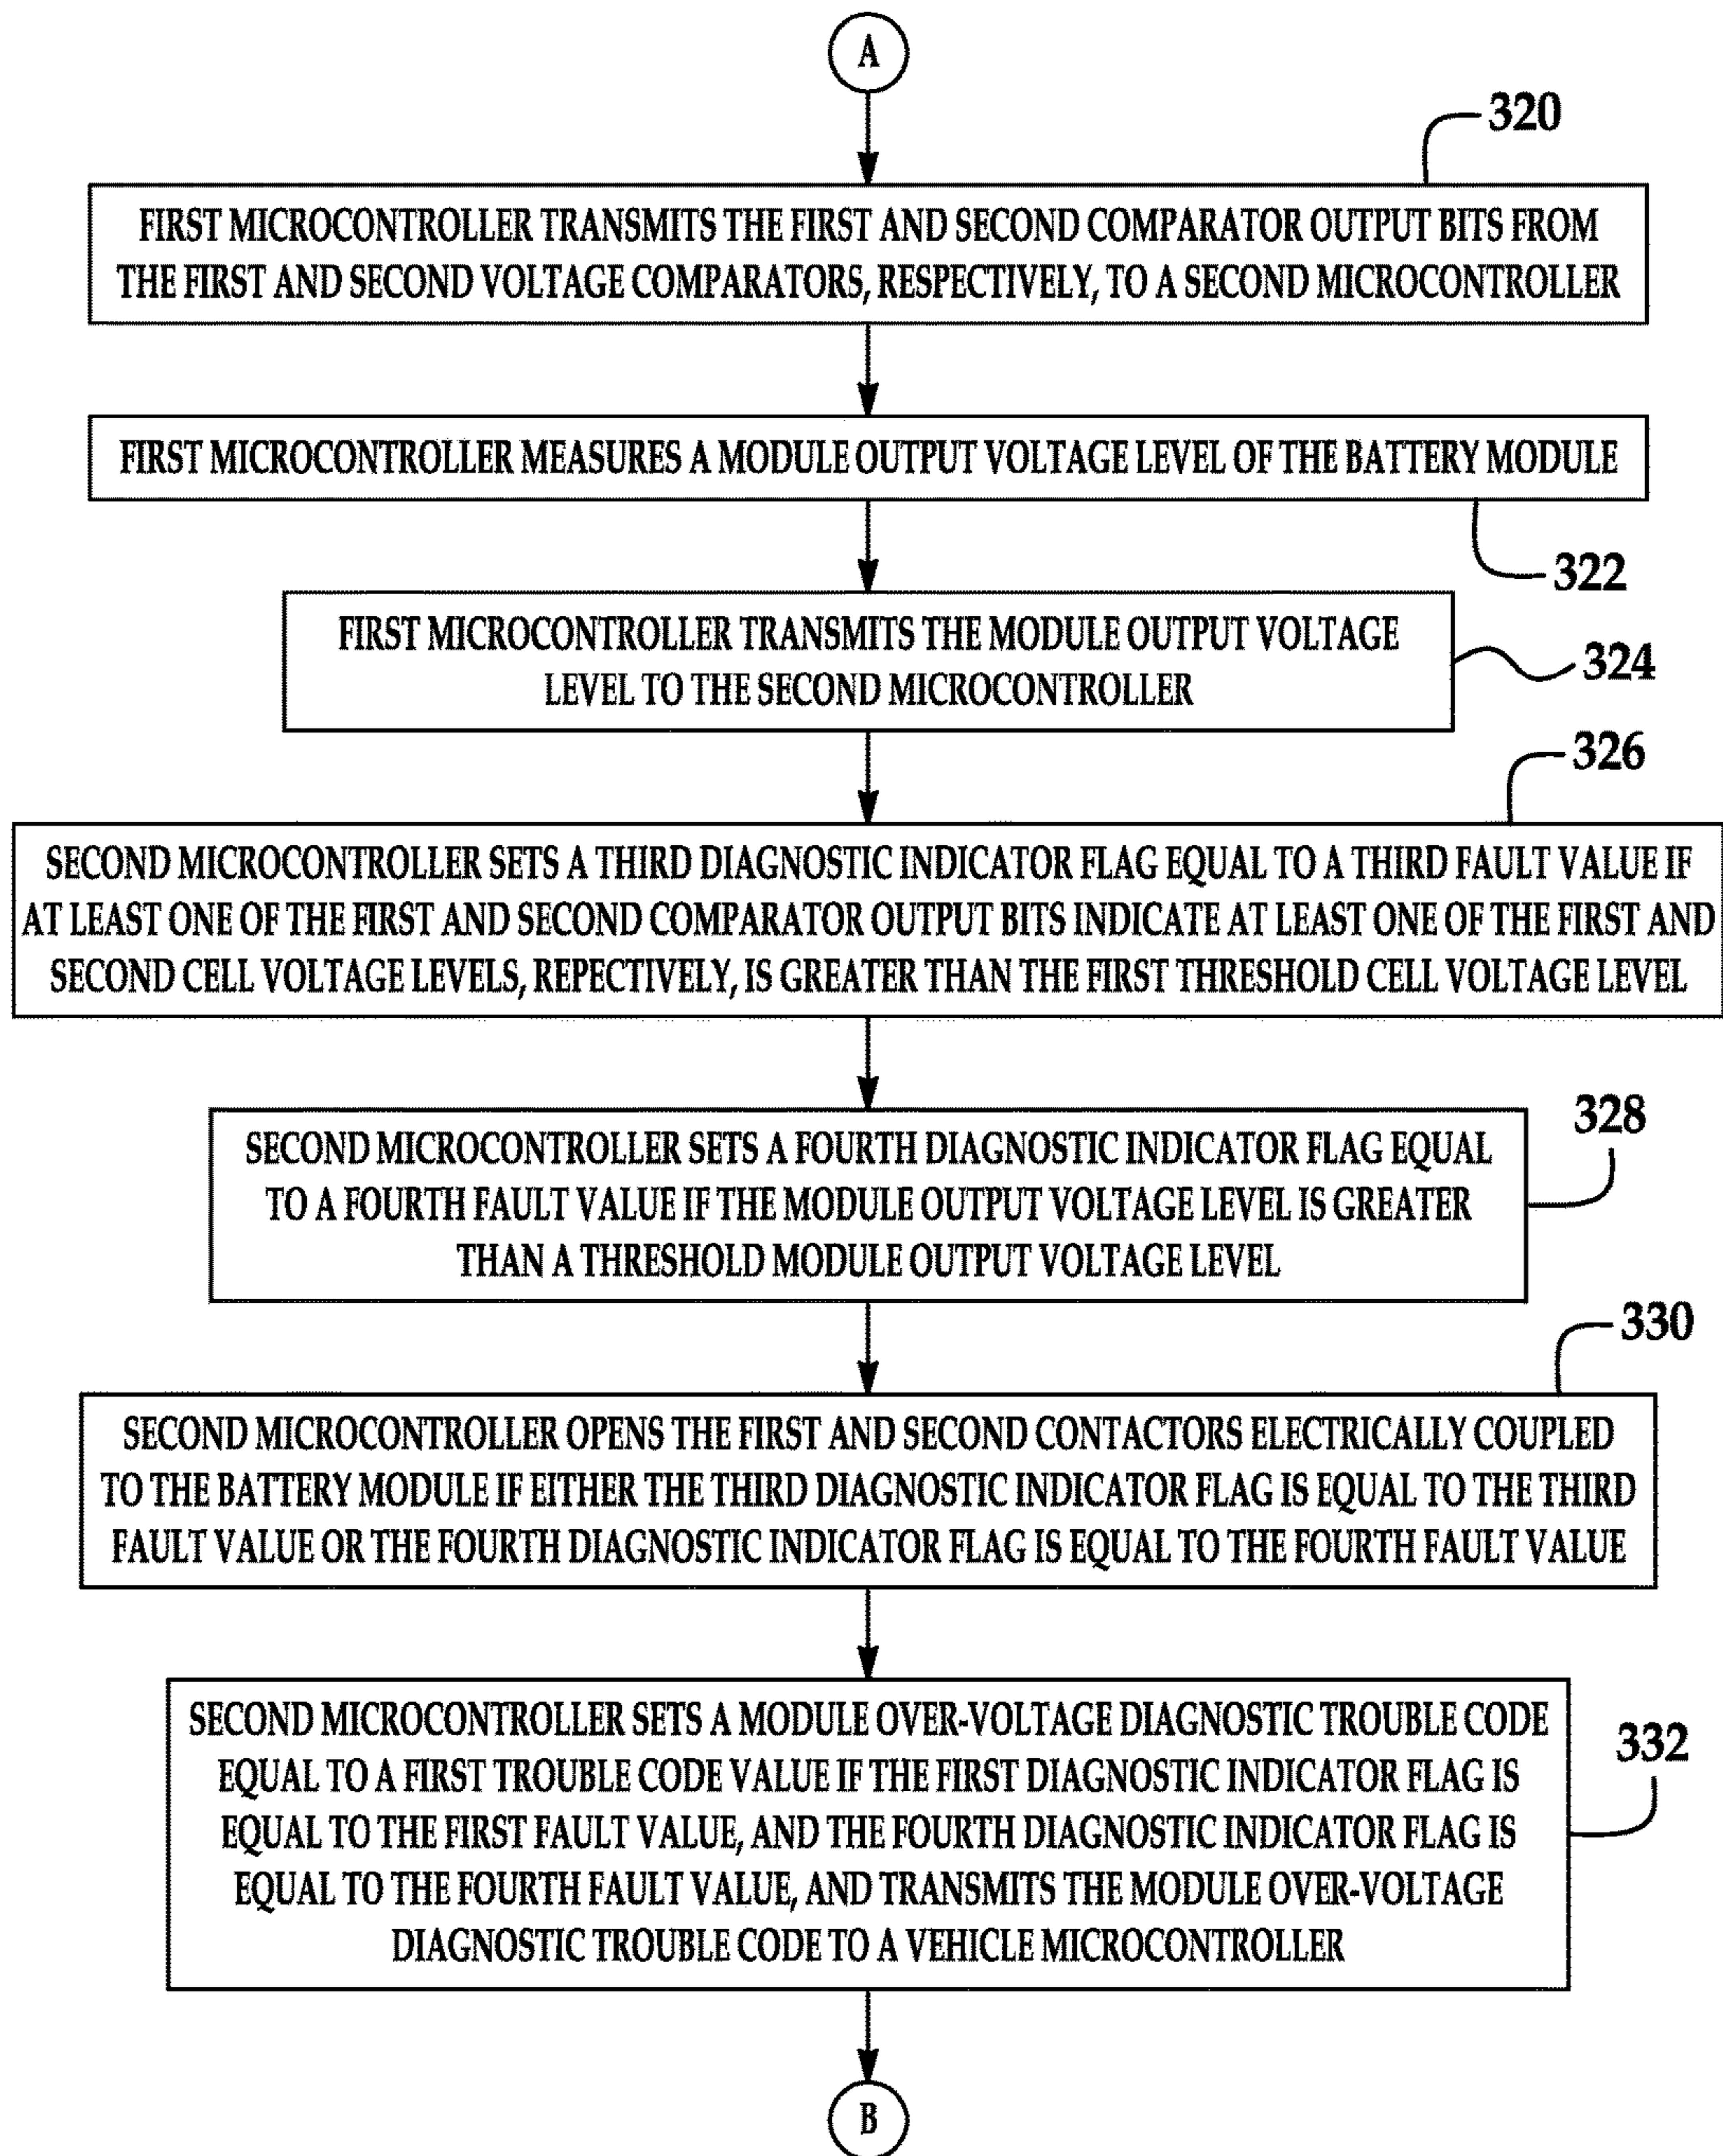 A
320
FIRST MICROCONTROLLER TRANSMITS THE FIRST AND SECOND COMPARATOR OUTPUT BITS FROM
THE FIRST AND SECOND VOLTAGE COMPARATORS, RESPECTIVELY, TO A SECOND MICROCONTROLLER
FIRST MICROCONTROLLER MEASURES A MODULE OUTPUT VOLTAGE LEVEL OF THE BATTERY MODULE
322
FIRST MICROCONTROLLER TRANSMITS THE MODULE OUTPUT VOLTAGE
LEVEL TO THE SECOND MICROCONTROLLER
324
326
SECOND MICROCONTROLLER SETS A THIRD DIAGNOSTIC INDICATOR FLAG EQUAL TO A THIRD FAULT VALUE IF
AT LEAST ONE OF THE FIRST AND SECOND COMPARATOR OUTPUT BITS INDICATE AT LEAST ONE OF THE FIRST AND
SECOND CELL VOLTAGE LEVELS, REPECTIVELY, IS GREATER THAN THE FIRST THRESHOLD CELL VOLTAGE LEVEL
328
SECOND MICROCONTROLLER SETS A FOURTH DIAGNOSTIC INDICATOR FLAG EQUAL
TO A FOURTH FAULT VALUE IF THE MODULE OUTPUT VOLTAGE LEVEL IS GREATER
THAN A THRESHOLD MODULE OUTPUT VOLTAGE LEVEL
330
SECOND MICROCONTROLLER OPENS THE FIRST AND SECOND CONTACTORS ELECTRICALLY COUPLED
TO THE BATTERY MODULE IF EITHER THE THIRD DIAGNOSTIC INDICATOR FLAG IS EQUAL TO THE THIRD
FAULT VALUE OR THE FOURTH DIAGNOSTIC INDICATOR FLAG IS EQUAL TO THE FOURTH FAULT VALUE
SECOND MICROCONTROLLER SETS A MODULE OVER-VOLTAGE DIAGNOSTIC TROUBLE CODE
EQUAL TO A FIRST TROUBLE CODE VALUE IF THE FIRST DIAGNOSTIC INDICATOR FLAG IS
EQUAL TO THE FIRST FAULT VALUE, AND THE FOURTH DIAGNOSTIC INDICATOR FLAG IS
EQUAL TO THE FOURTH FAULT VALUE, AND TRANSMITS THE MODULE OVER-VOLTAGE
DIAGNOSTIC TROUBLE CODE TO A VEHICLE MICROCONTROLLER
332
B